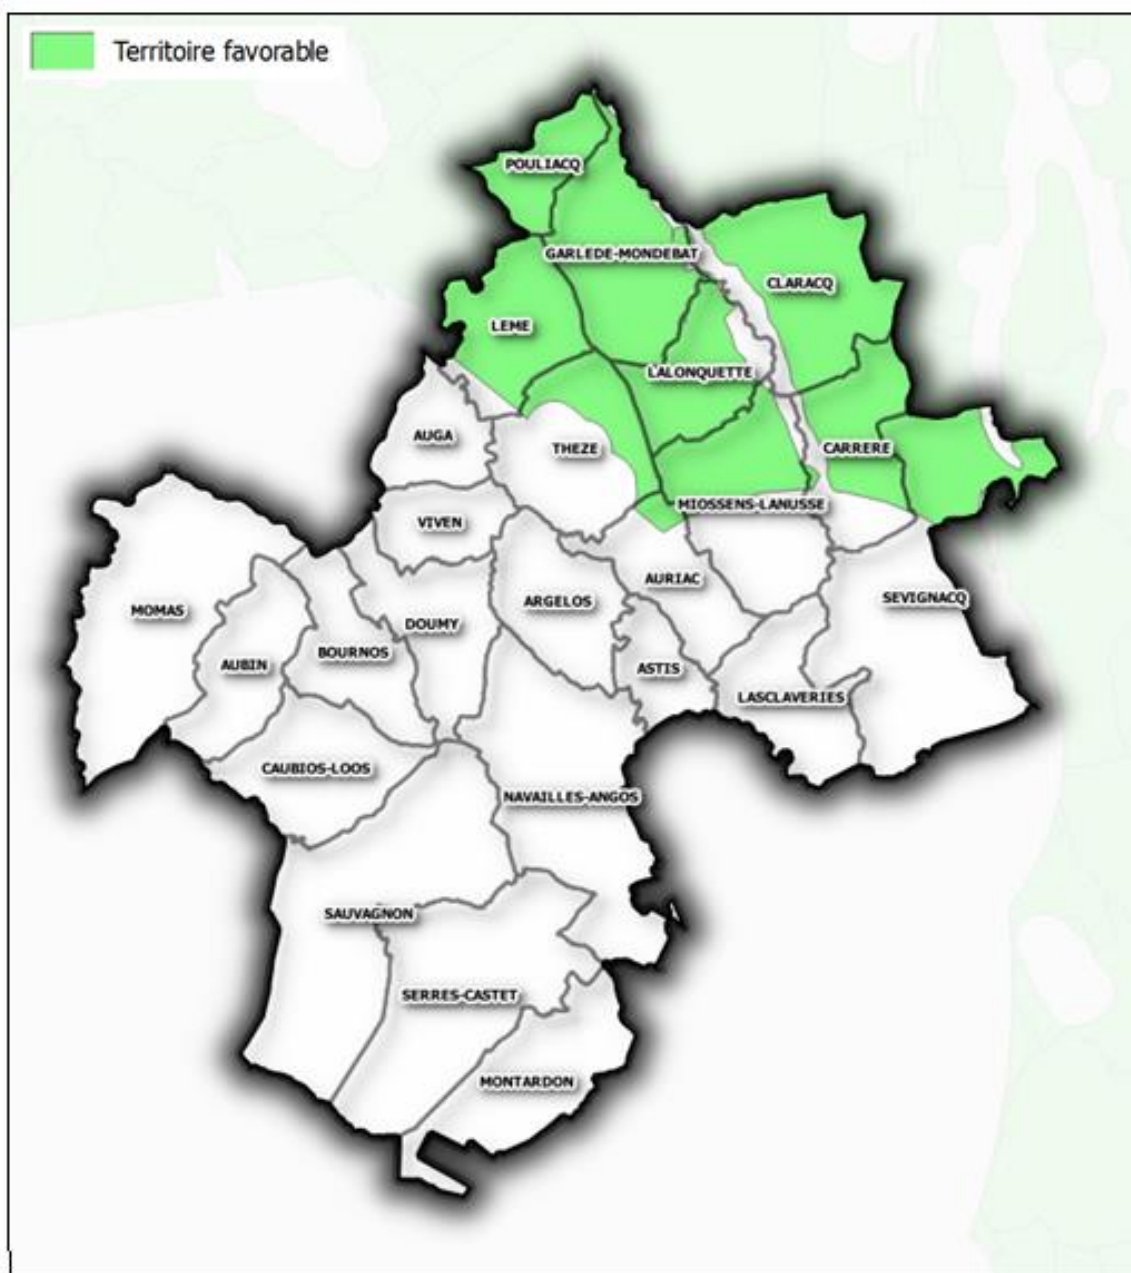 Territoire favorable
POULIACQ
GARLEDE-MONDEBAT
CLARACQ
LEME
LALONQUETTE
AUGA
THEZE
CARRERE
MIOSSENS-LANUSSE
VIVEN
AURIAC
ARGELOS
SEVIGNACQ
MOMAS
DOUMY
BOURNOS
AUBIN
ASTIS
LASCLAVERIES
CAUBIOS-LOOS
NAVAILLES-ANGOS
SAUVAGNON
SERRES-CASTET
MONTARDON